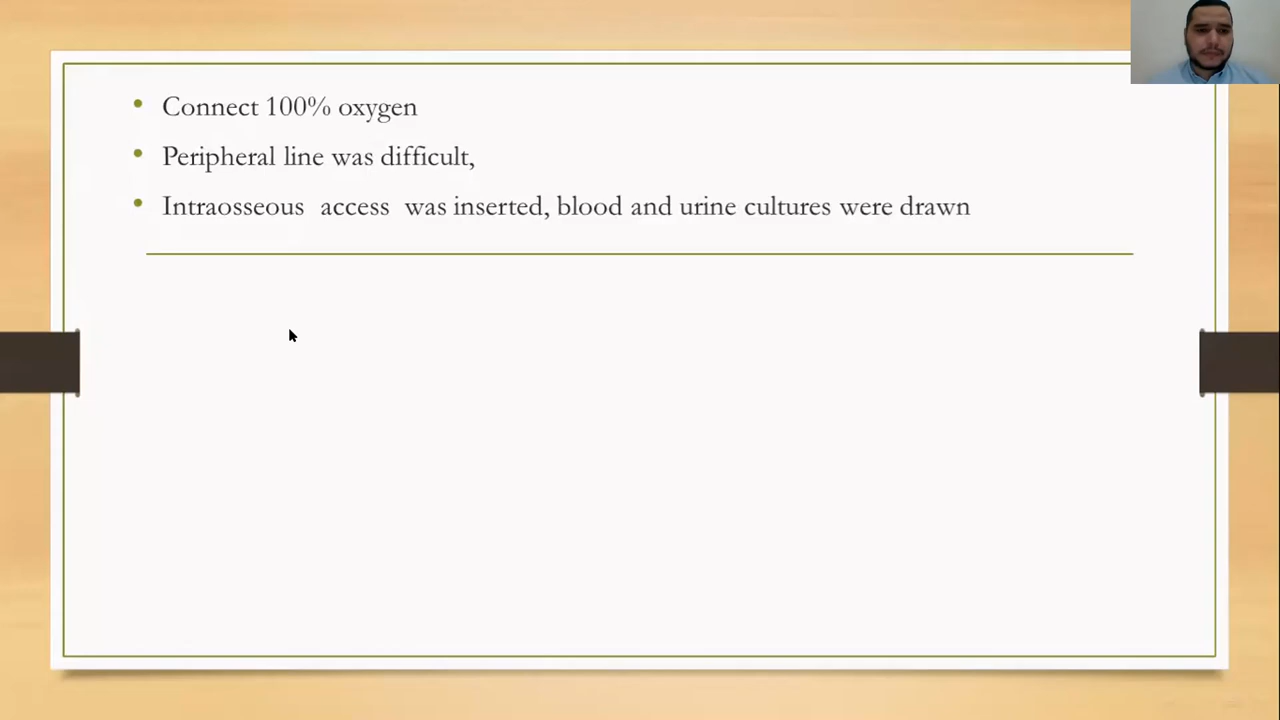 Connect 100% oxygen
Peripheral line was difficult,
Intraosseous access was inserted, blood and urine cultures were drawn